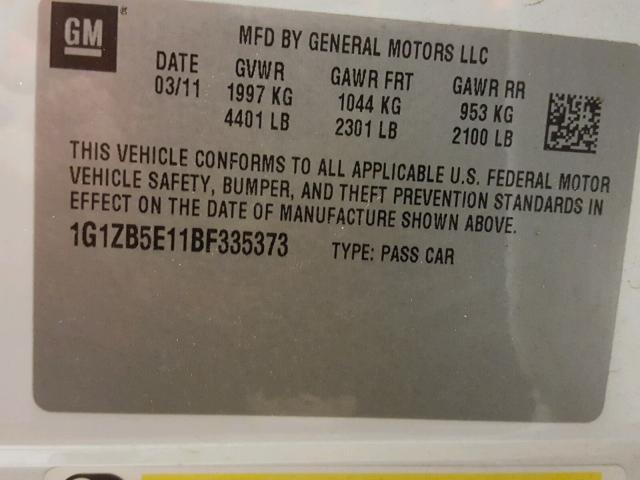 GM
MFD BY GENERAL MOTORS LLC
DATE GVWR GAWR FRT GAWR RR
03/11 1997 KG 1044 KG 953 KG
4401 LB 2301 LB 2100 LB
THIS VEHICLE CONFORMS TO ALL APPLICABLE U.S. FEDERAL MOTOR
VEHICLE SAFETY, BUMPER, AND THEFT PREVENTION STANDARDS IN
EFFECT ON THE DATE OF MANUFACTURE SHOWN ABOVE.
1G1ZB5E11BF335373 TYPE: PASS CAR